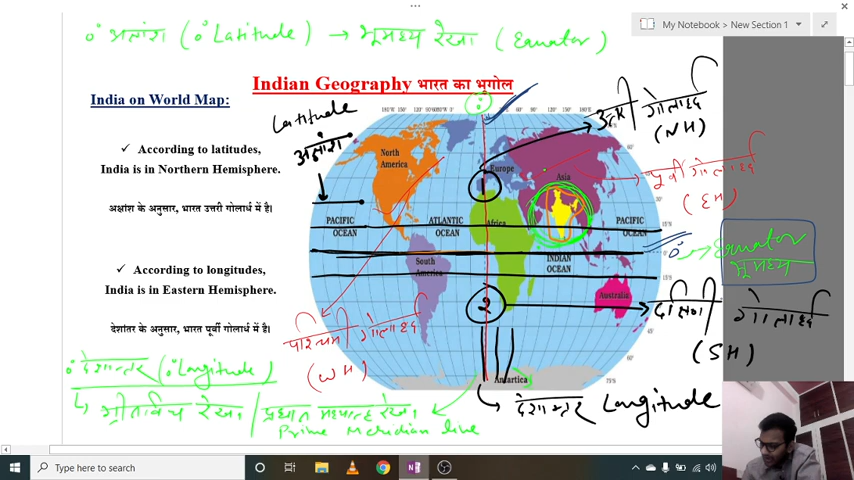 My Notebook > New Section 1
0° अक्षांश (0° Latitude) → भूमध्य रेखा (Equator)
Indian Geography भारत का भूगोल
India on World Map:
✓ According to latitudes,
India is in Northern Hemisphere.
अक्षांश के अनुसार, भारत उत्तरी गोलार्ध में है।
✓ According to longitudes,
India is in Eastern Hemisphere.
देशांतर के अनुसार, भारत पूर्वी गोलार्ध में है।
Latitude
अक्षांश
0°
North
America
Europe
Asia
PACIFIC
OCEAN
ATLANTIC
OCEAN
Africa
PACIFIC
OCEAN
South
America
INDIAN
OCEAN
Australia
Antartica
1
2
उत्तरी गोलार्द्ध
(NH)
पूर्वी गोलार्द्ध
(EH)
0° → Equator
भूमध्य
दक्षिणी गोलार्द्ध
(SH)
पश्चिमी गोलार्द्ध
(WH)
0° देशान्तर (0° Longitude)
Prime Meridian line
देशान्तर Longitude
Type here to search